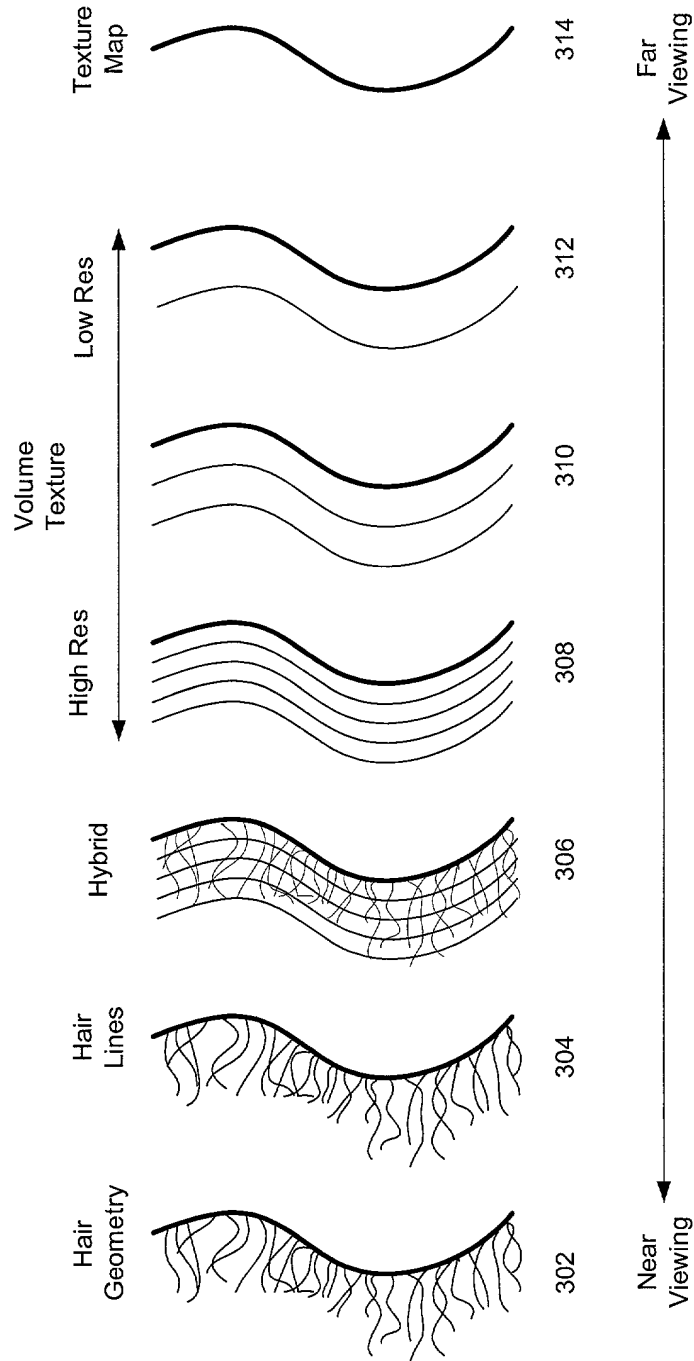 Hair
Geometry
Hair
Lines
Hybrid
High Res
Volume
Texture
Low Res
Texture
Map
302
304
306
308
310
312
314
Near
Viewing
Far
Viewing